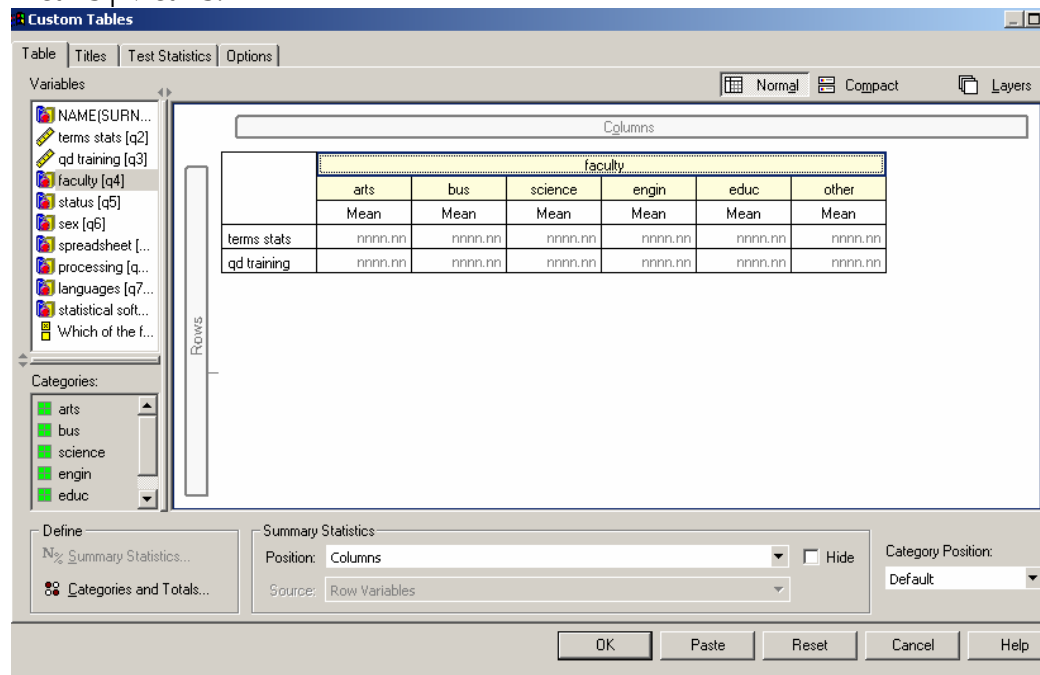 Custom Tables
Table Titles Test Statistics Options
Variables
Normal Compact Layers
NAME(SURN...
terms stats [q2]
qd training [q3]
faculty [q4]
status [q5]
sex [q6]
spreadsheet [...
processing [q...
languages [q7...
statistical soft...
Which of the f...
Categories:
arts
bus
science
engin
educ
Columns
Rows
faculty
arts bus science engin educ other
Mean Mean Mean Mean Mean Mean
terms stats nnnn.nn nnnn.nn nnnn.nn nnnn.nn nnnn.nn nnnn.nn
qd training nnnn.nn nnnn.nn nnnn.nn nnnn.nn nnnn.nn nnnn.nn
Define
N% Summary Statistics...
Categories and Totals...
Summary Statistics
Position: Columns Hide
Source: Row Variables
Category Position:
Default
OK Paste Reset Cancel Help